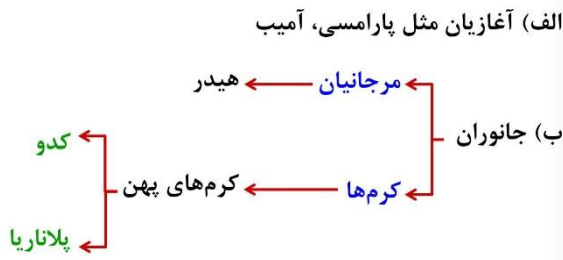 الف) آغازیان مثل پارامسی، آمیب
مرجانیان
هیدر
ب) جانوران
کرم‌ها
کرم‌های پهن
کدو
پلاناریا